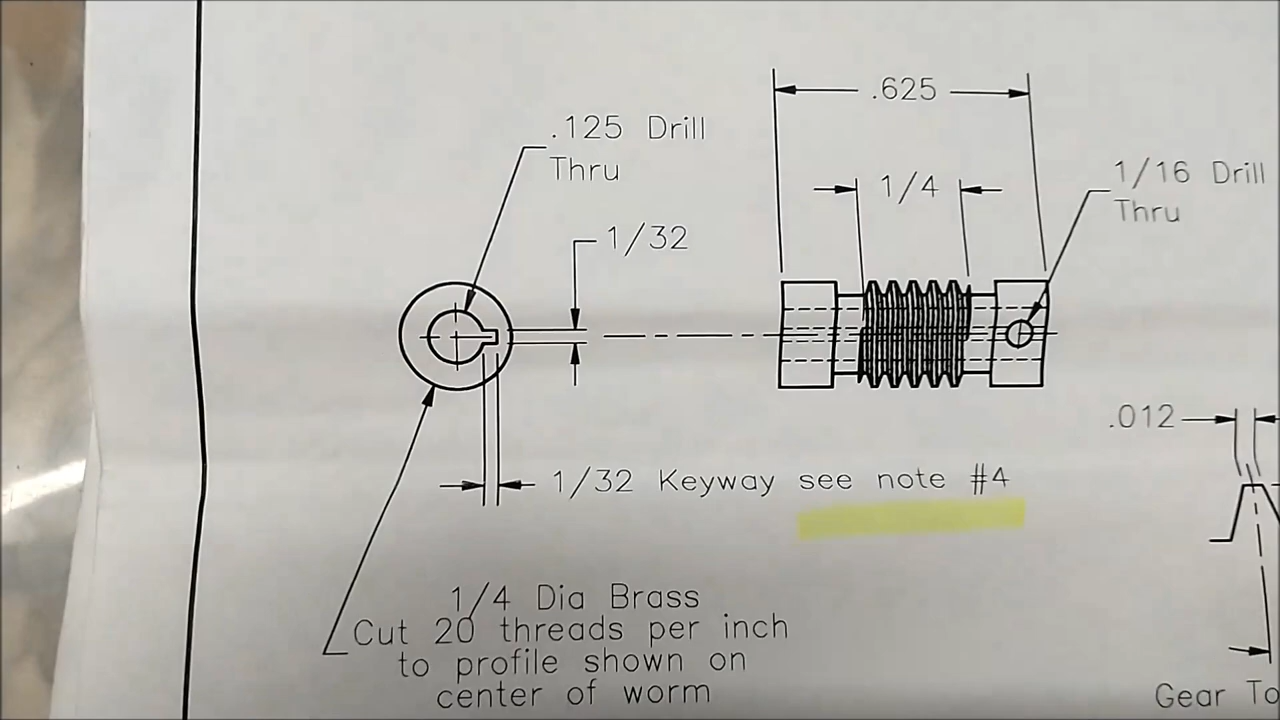 .625
.125 Drill
Thru
1/4
1/16 Drill
Thru
1/32
.012
1/32 Keyway see note #4
1/4 Dia Brass
Cut 20 threads per inch
to profile shown on
center of worm
Gear To